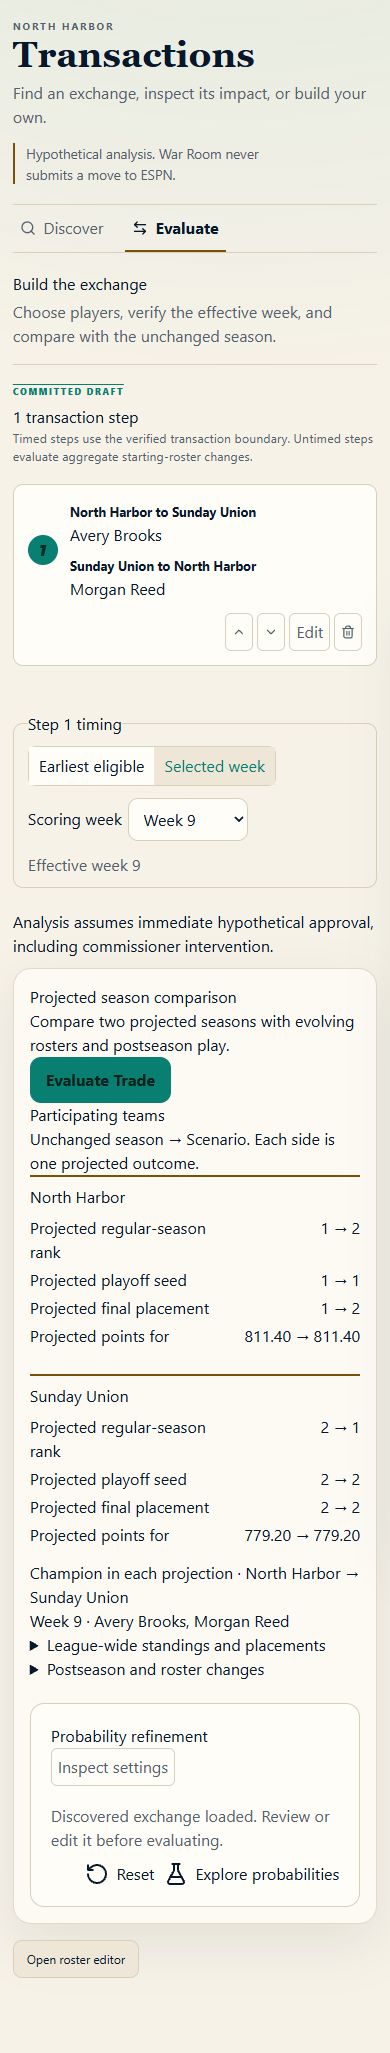 NORTH HARBOR
Transactions
Find an exchange, inspect its impact, or build your
own.
Hypothetical analysis. War Room never
submits a move to ESPN.
Discover
Evaluate
Build the exchange
Choose players, verify the effective week, and
compare with the unchanged season.
COMMITTED DRAFT
1 transaction step
Timed steps use the verified transaction boundary. Untimed steps
evaluate aggregate starting-roster changes.
1
North Harbor to Sunday Union
Avery Brooks
Sunday Union to North Harbor
Morgan Reed
Edit
Step 1 timing
Earliest eligible
Selected week
Scoring week Week 9
Effective week 9
Analysis assumes immediate hypothetical approval,
including commissioner intervention.
Projected season comparison
Compare two projected seasons with evolving
rosters and postseason play.
Evaluate Trade
Participating teams
Unchanged season → Scenario. Each side is
one projected outcome.
North Harbor
Projected regular-season 1 → 2
rank
Projected playoff seed 1 → 1
Projected final placement 1 → 2
Projected points for 811.40 → 811.40
Sunday Union
Projected regular-season 2 → 1
rank
Projected playoff seed 2 → 2
Projected final placement 2 → 2
Projected points for 779.20 → 779.20
Champion in each projection · North Harbor →
Sunday Union
Week 9 · Avery Brooks, Morgan Reed
League-wide standings and placements
Postseason and roster changes
Probability refinement
Inspect settings
Discovered exchange loaded. Review or
edit it before evaluating.
Reset
Explore probabilities
Open roster editor